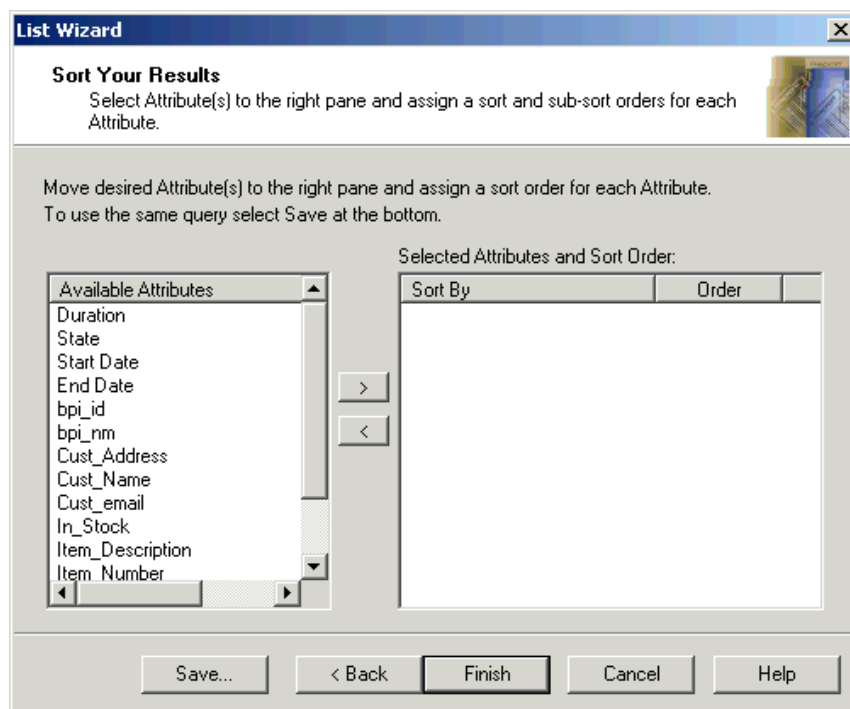 List Wizard
Sort Your Results
Select Attribute(s) to the right pane and assign a sort and sub-sort orders for each
Attribute.
Move desired Attribute(s) to the right pane and assign a sort order for each Attribute.
To use the same query select Save at the bottom.
Selected Attributes and Sort Order:
Available Attributes
Sort By
Order
Duration
State
Start Date
End Date
bpi_id
bpi_nm
Cust_Address
Cust_Name
Cust_email
In_Stock
Item_Description
Item_Number
>
<
Save...
< Back
Finish
Cancel
Help